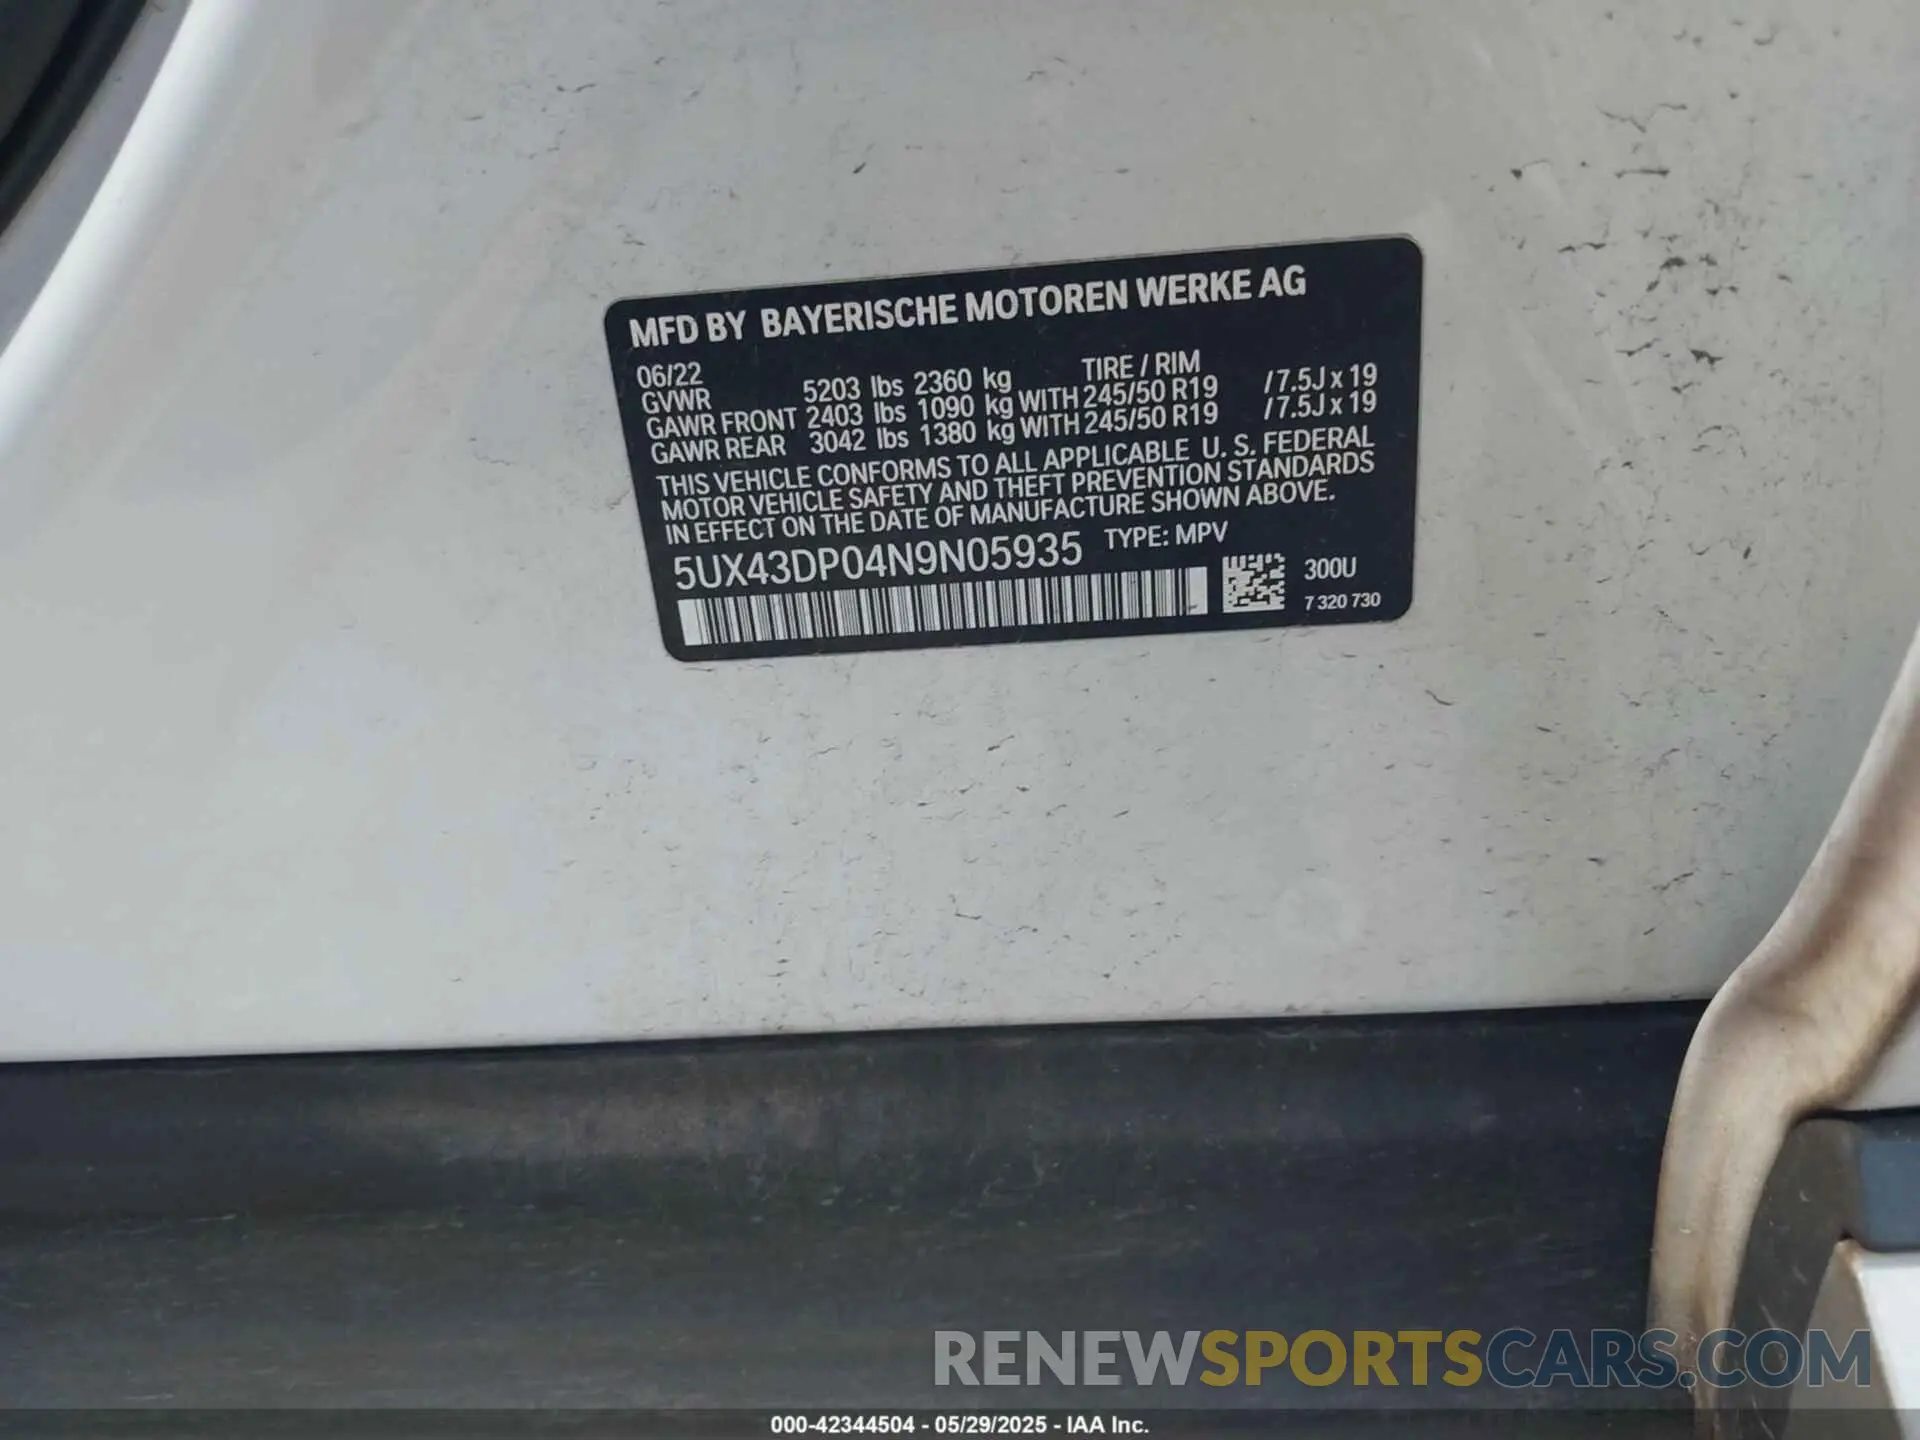 MFD BY BAYERISCHE MOTOREN WERKE AG
06/22 TIRE / RIM
GVWR 5203 lbs 2360 kg
GAWR FRONT 2403 lbs 1090 kg WITH 245/50 R19 /7.5J x 19
GAWR REAR 3042 lbs 1380 kg WITH 245/50 R19 /7.5J x 19
THIS VEHICLE CONFORMS TO ALL APPLICABLE U. S. FEDERAL
MOTOR VEHICLE SAFETY AND THEFT PREVENTION STANDARDS
IN EFFECT ON THE DATE OF MANUFACTURE SHOWN ABOVE.
5UX43DP04N9N05935 TYPE: MPV
300U
7 320 730
RENEWSPORTSCARS.COM
000-42344504 - 05/29/2025 - IAA Inc.